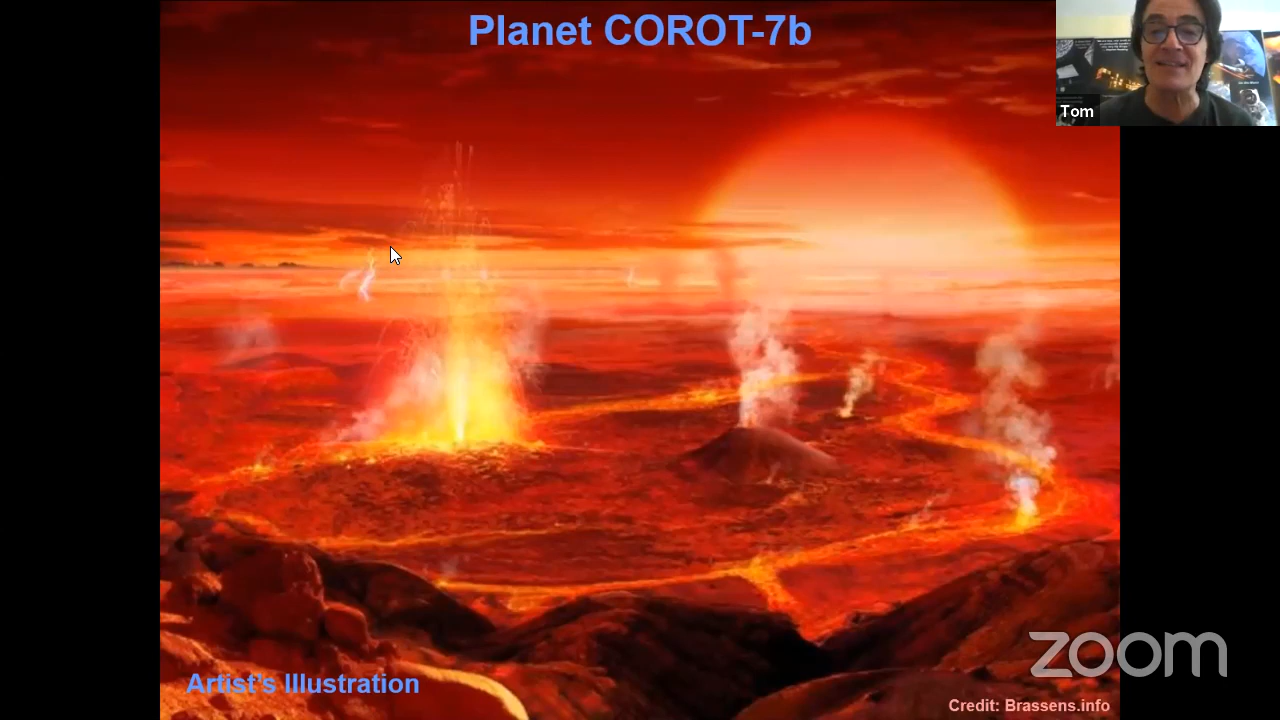 Planet COROT-7b
Tom
Artist's Illustration
zoom
Credit: Brassens.info